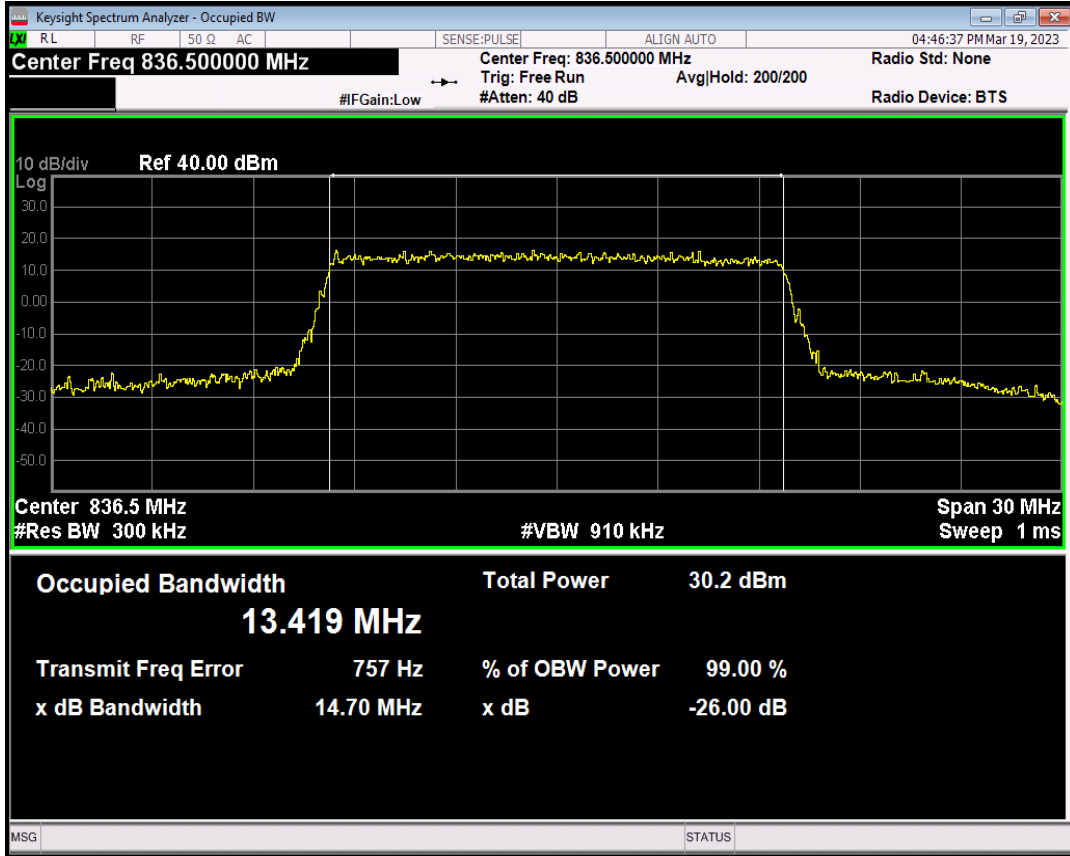 Keysight Spectrum Analyzer - Occupied BW
LXI RL RF 50 Ω AC SENSE:PULSE ALIGN AUTO 04:46:37 PM Mar 19, 2023
Center Freq 836.500000 MHz Center Freq: 836.500000 MHz Radio Std: None
Trig: Free Run Avg|Hold: 200/200
#IFGain:Low #Atten: 40 dB Radio Device: BTS
10 dB/div Ref 40.00 dBm
Log
30.0
20.0
10.0
0.00
-10.0
-20.0
-30.0
-40.0
-50.0
Center 836.5 MHz Span 30 MHz
#Res BW 300 kHz #VBW 910 kHz Sweep 1 ms
Occupied Bandwidth Total Power 30.2 dBm
13.419 MHz
Transmit Freq Error 757 Hz % of OBW Power 99.00 %
x dB Bandwidth 14.70 MHz x dB -26.00 dB
MSG STATUS